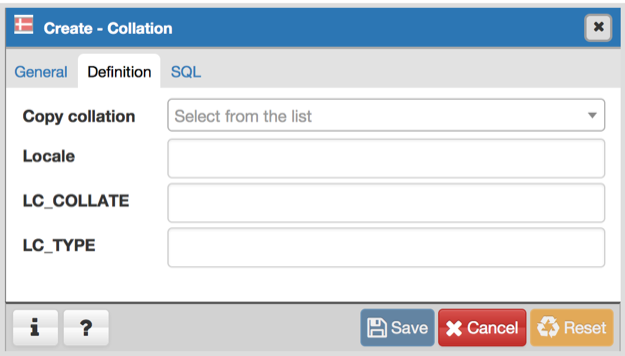 Create - Collation
General Definition SQL
Copy collation Select from the list
Locale
LC_COLLATE
LC_TYPE
i ? Save Cancel Reset